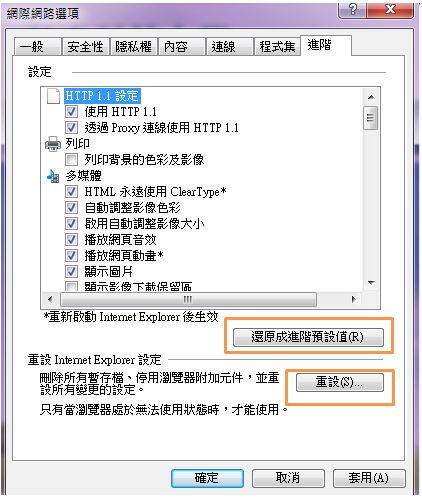 網際網路選項
一般 安全性 隱私權 內容 連線 程式集 進階
設定
HTTP 1.1 設定
使用 HTTP 1.1
透過 Proxy 連線使用 HTTP 1.1
列印
列印背景的色彩及影像
多媒體
HTML 永遠使用 ClearType*
自動調整影像色彩
啟用自動調整影像大小
播放網頁音效
播放網頁動畫*
顯示圖片
顯示影像下載保留區
*重新啟動 Internet Explorer 後生效
還原成進階預設值(R)
重設 Internet Explorer 設定
刪除所有暫存檔、停用瀏覽器附加元件，並重
設所有變更的設定。
重設(S)...
只有當瀏覽器處於無法使用狀態時，才能使用。
確定 取消 套用(A)